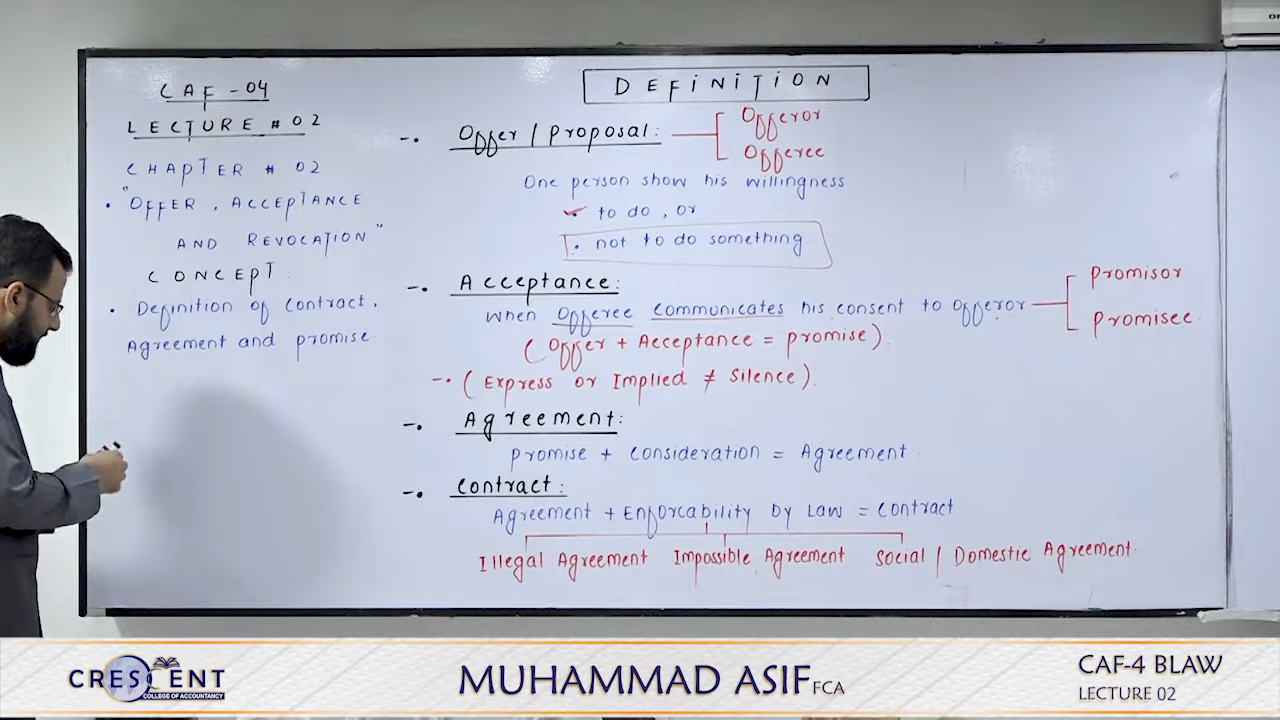 CAF - 04
LECTURE # 02
CHAPTER # 02
• "OFFER, ACCEPTANCE
AND REVOCATION"
CONCEPT:
• Definition of contract,
Agreement and promise.
DEFINITION
-• Offer / proposal:
Offeror
Offeree
One person show his willingness
• to do, or
• not to do something
-• Acceptance:
When Offeree communicates his consent to Offeror
promisor
promisee
(Offer + Acceptance = promise).
-• (Express or Implied ≠ Silence).
-• Agreement:
promise + consideration = Agreement
-• contract:
Agreement + Enforcability by Law = contract
Illegal Agreement Impossible Agreement Social / Domestic Agreement.
CRESCENT
COLLEGE OF ACCOUNTANCY
MUHAMMAD ASIF FCA
CAF-4 BLAW
LECTURE 02